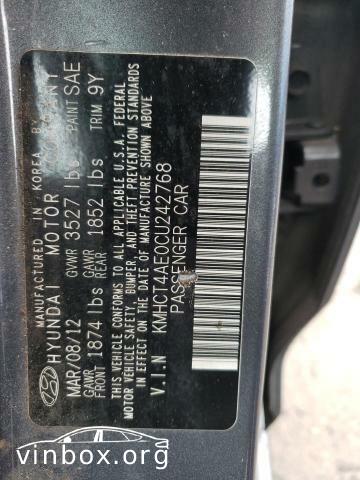 MANUFACTURED IN KOREA BY
HYUNDAI MOTOR COMPANY
MAR/08/12 GVWR 3527 lbs PAINT SAE
GAWR FRONT 1874 lbs GAWR REAR 1852 lbs TRIM 9Y
THIS VEHICLE CONFORMS TO ALL APPLICABLE U.S.A. FEDERAL
MOTOR VEHICLE SAFETY, BUMPER, AND THEFT PREVENTION STANDARDS
IN EFFECT ON THE DATE OF MANUFACTURE SHOWN ABOVE
V.I.N KMHCT4AE0CU242768
PASSENGER CAR
vinbox.org